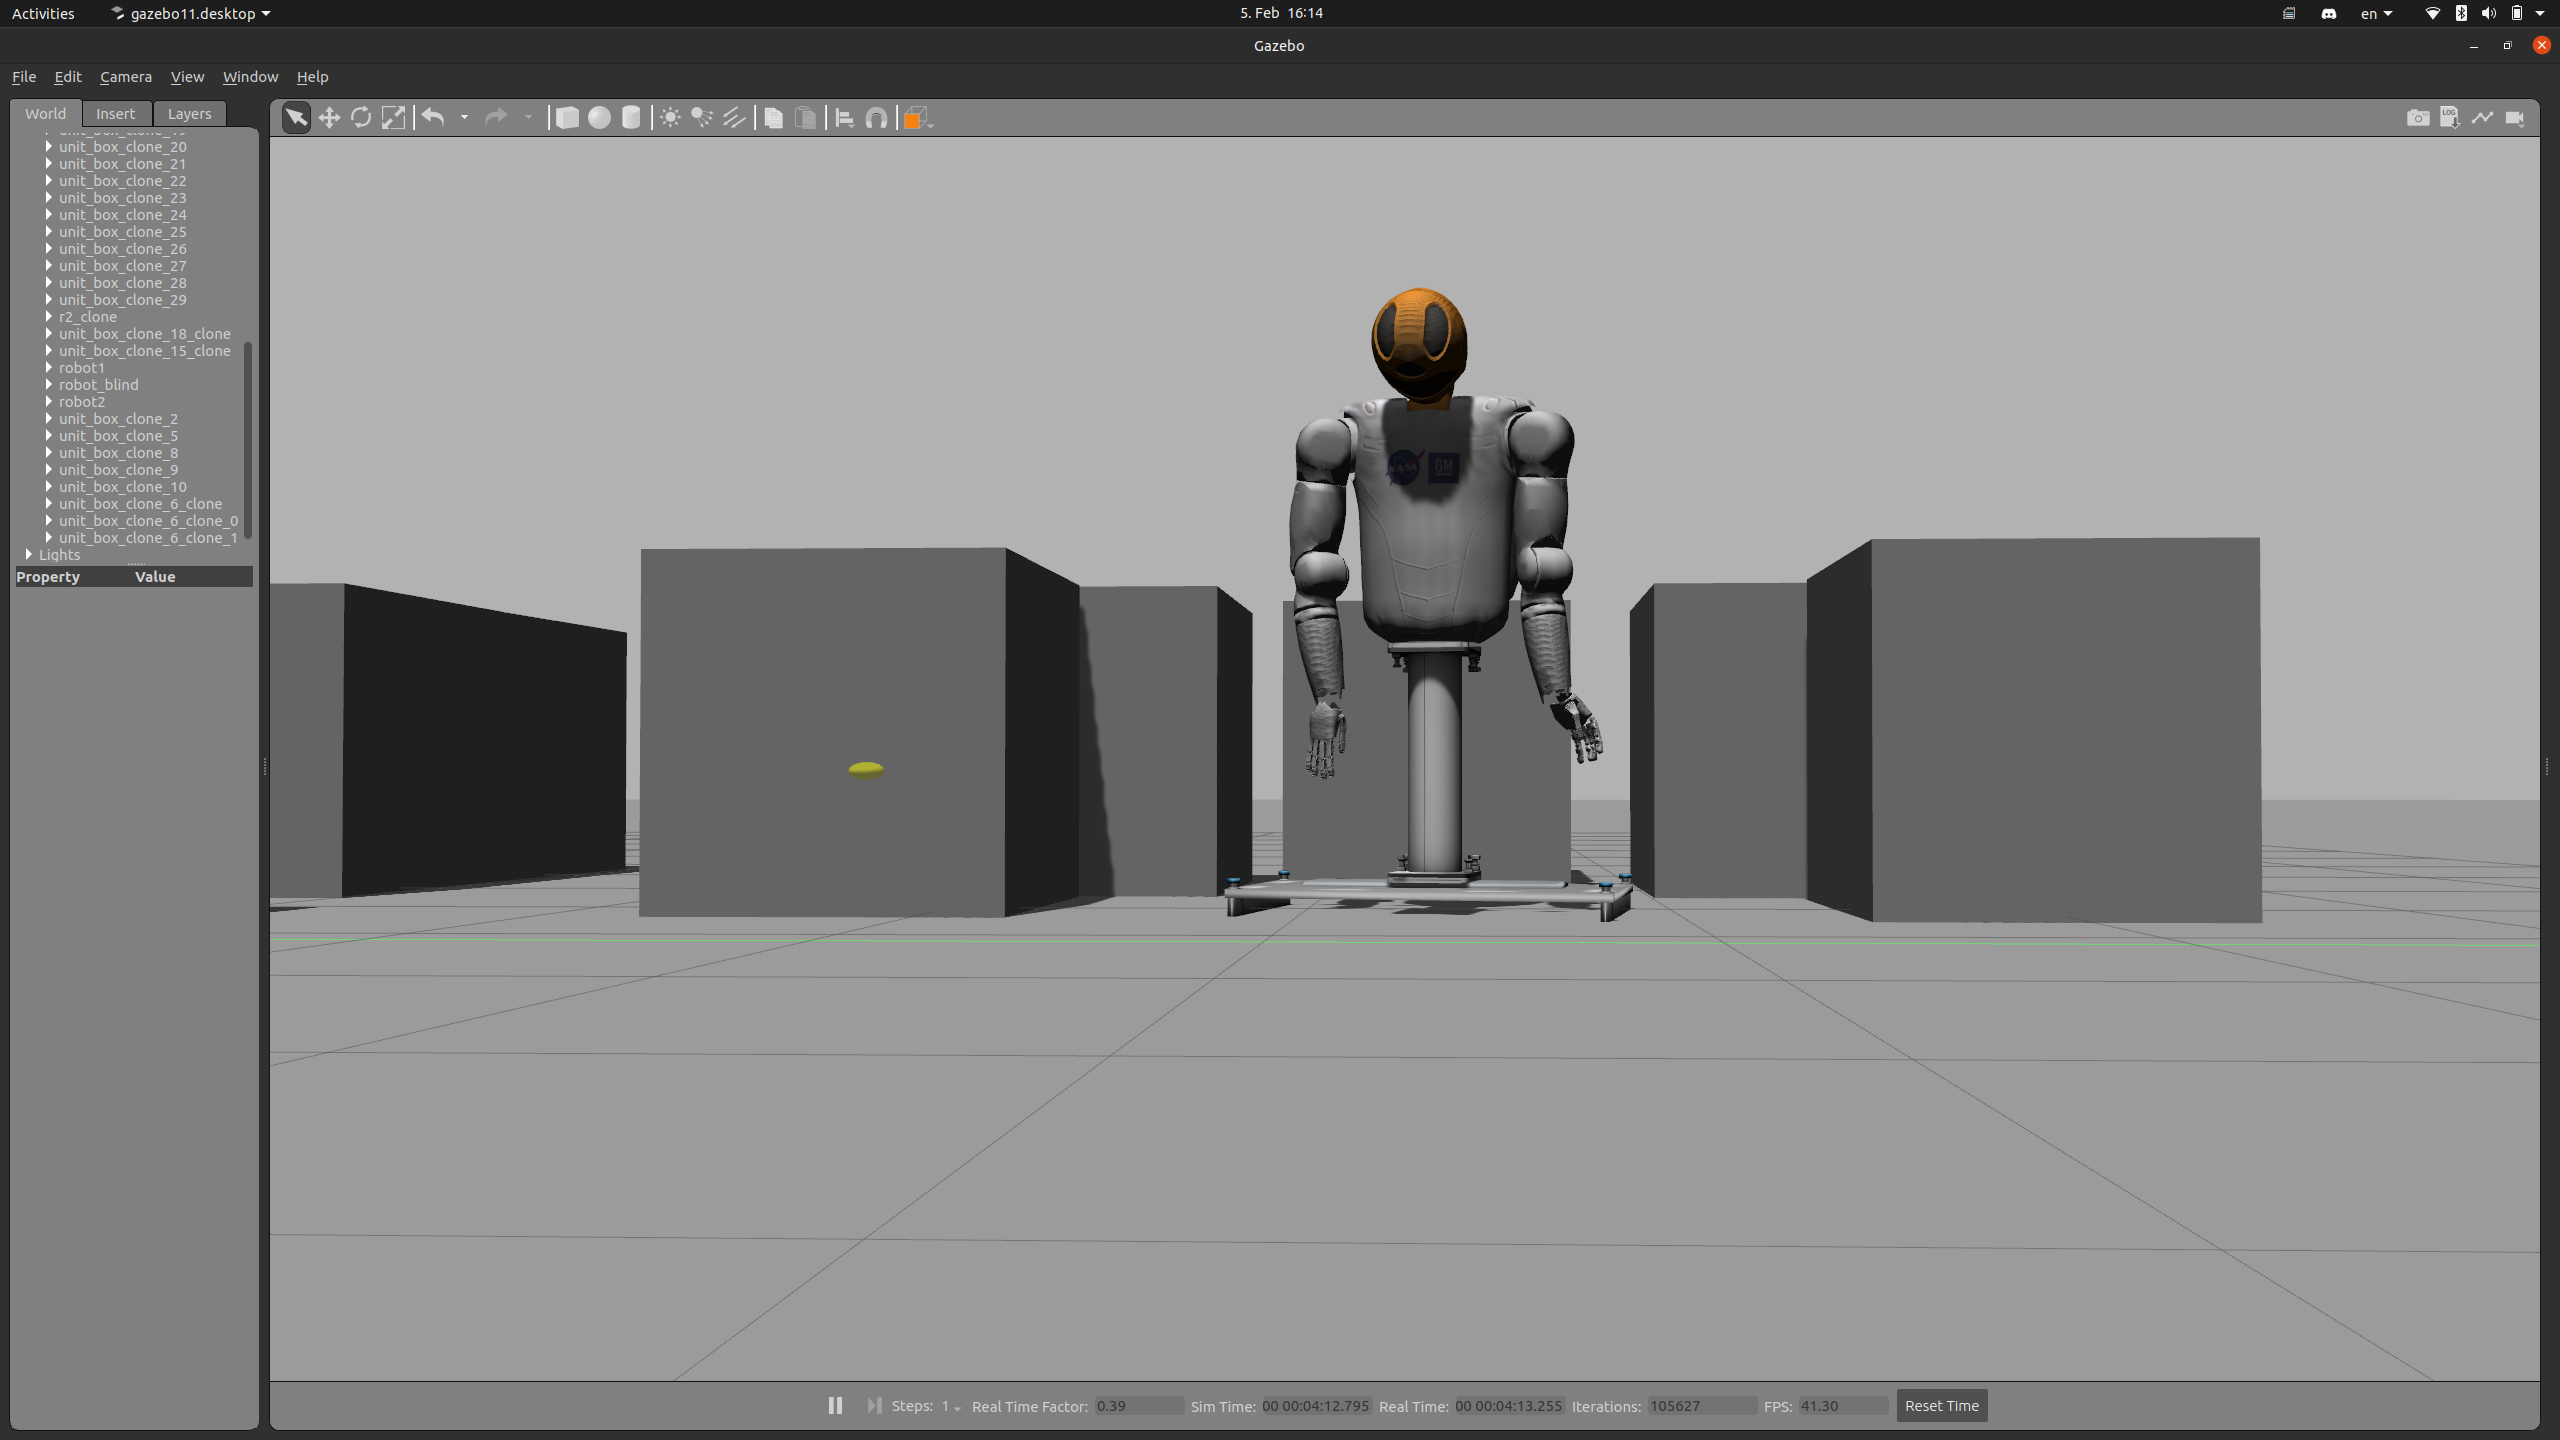 Activities
gazebo11.desktop
5. Feb 16:14
en
Gazebo
File Edit Camera View Window Help
World Insert Layers
LOG
unit_box_clone_20
unit_box_clone_21
unit_box_clone_22
unit_box_clone_23
unit_box_clone_24
unit_box_clone_25
unit_box_clone_26
unit_box_clone_27
unit_box_clone_28
unit_box_clone_29
r2_clone
unit_box_clone_18_clone
unit_box_clone_15_clone
robot1
robot_blind
robot2
unit_box_clone_2
unit_box_clone_5
unit_box_clone_8
unit_box_clone_9
unit_box_clone_10
unit_box_clone_6_clone
unit_box_clone_6_clone_0
unit_box_clone_6_clone_1
Lights
Property Value
NASA GM
Steps: 1 Real Time Factor: 0.39 Sim Time: 00 00:04:12.795 Real Time: 00 00:04:13.255 Iterations: 105627 FPS: 41.30 Reset Time